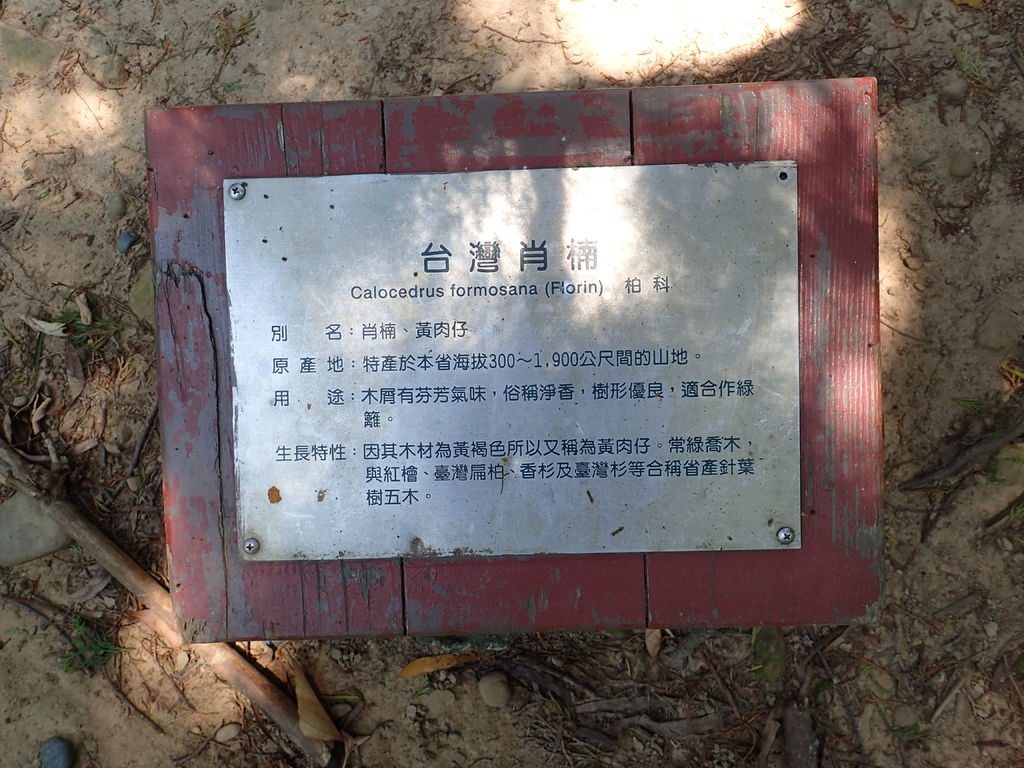 台灣肖楠
Calocedrus formosana (Florin) 柏科
別名：肖楠、黃肉仔
原產地：特產於本省海拔300～1,900公尺間的山地。
用途：木屑有芬芳氣味，俗稱淨香，樹形優良，適合作綠
籬。
生長特性：因其木材為黃褐色所以又稱為黃肉仔。常綠喬木，
與紅檜、臺灣扁柏、香杉及臺灣杉等合稱省產針葉
樹五木。